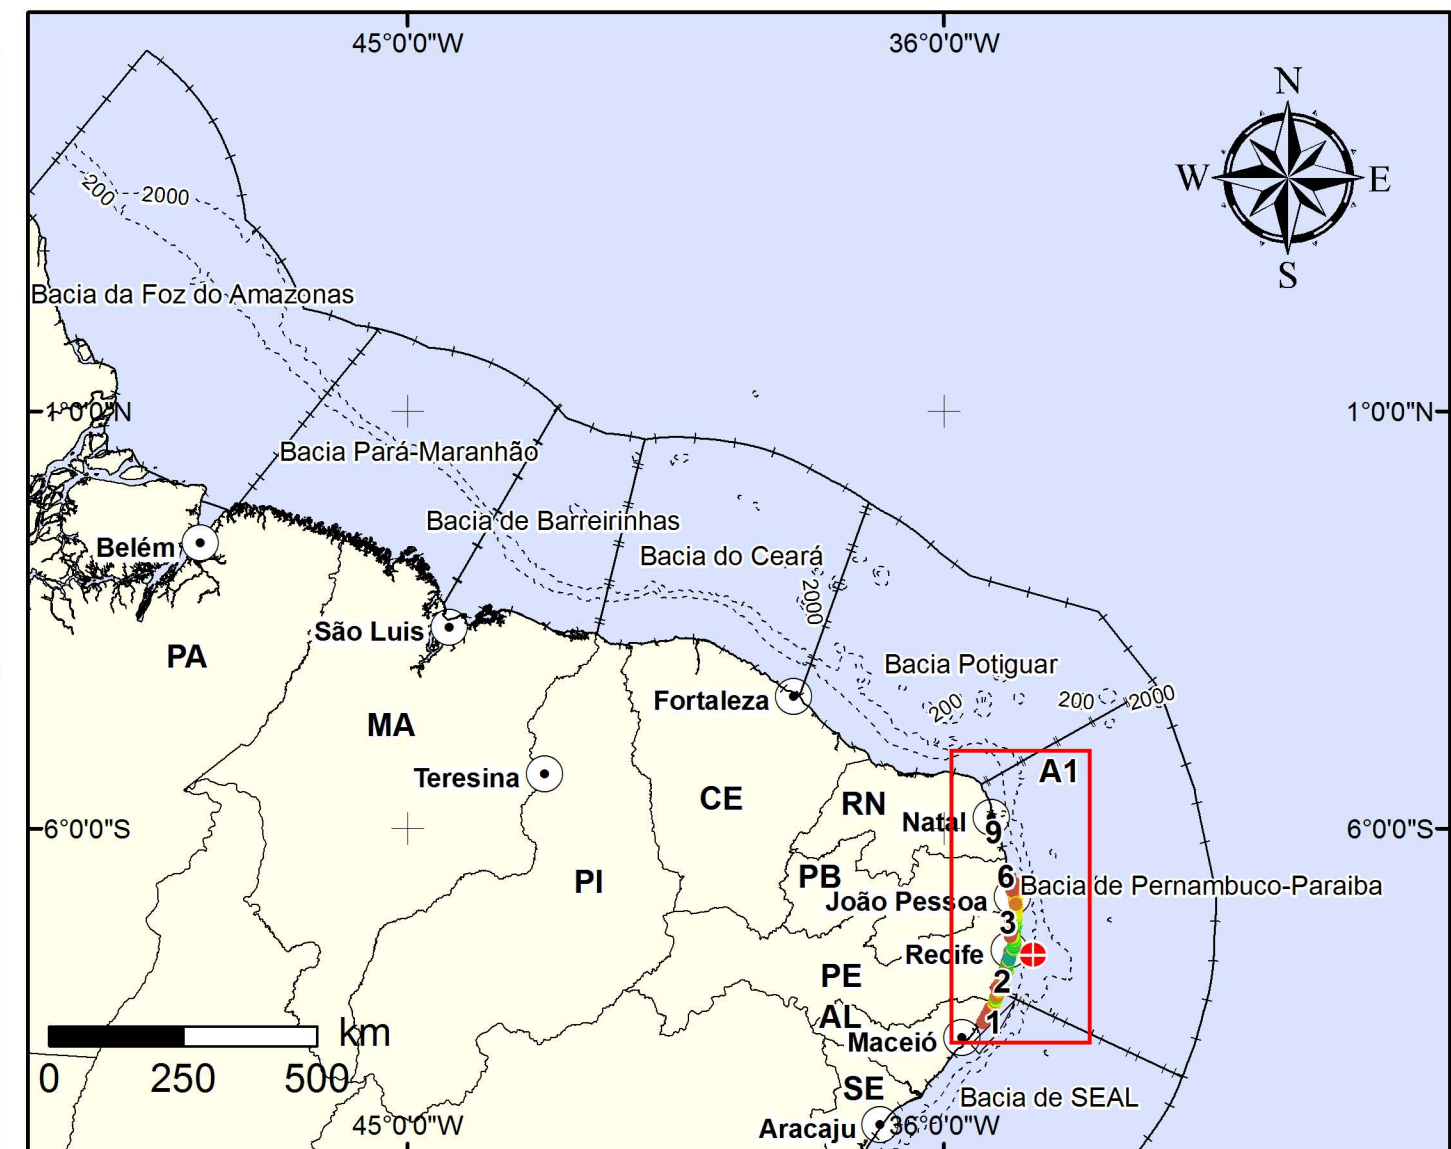 45°0'0"W
36°0'0"W
N
W
E
S
200
2000
Bacia da Foz do Amazonas
1°0'0"N
1°0'0"N
Bacia Pará-Maranhão
Bacia de Barreirinhas
Belém
Bacia do Ceará
2000
São Luis
PA
Bacia Potiguar
Fortaleza
200
200
2000
MA
A1
Teresina
CE
RN
Natal
9
6°0'0"S
6°0'0"S
PI
PB
6
Bacia de Pernambuco-Paraiba
João Pessoa
3
Recife
PE
2
AL
1
km
Maceió
0
250
500
SE
Bacia de SEAL
45°0'0"W
Aracaju
36°0'0"W